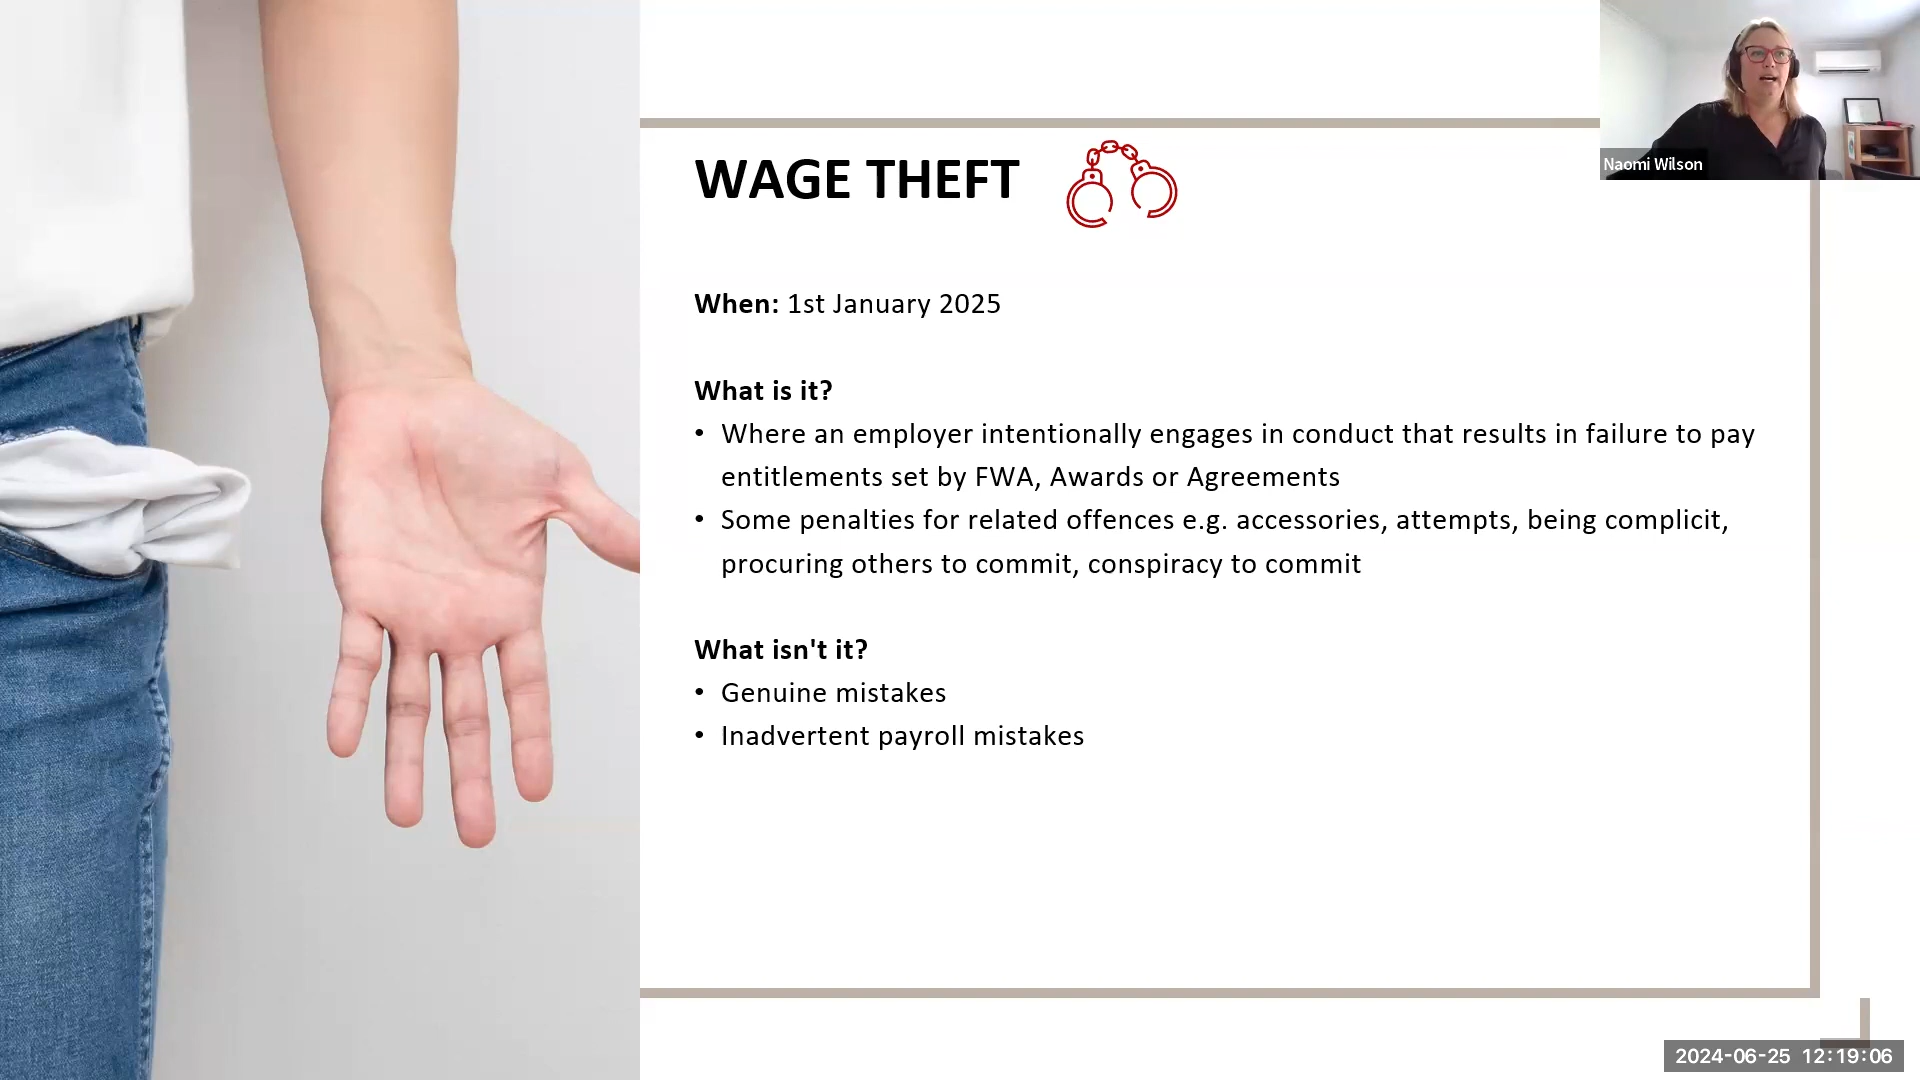 WAGE THEFT
Naomi Wilson
When: 1st January 2025
What is it?
• Where an employer intentionally engages in conduct that results in failure to pay
entitlements set by FWA, Awards or Agreements
• Some penalties for related offences e.g. accessories, attempts, being complicit,
procuring others to commit, conspiracy to commit
What isn't it?
• Genuine mistakes
• Inadvertent payroll mistakes
2024-06-25 12:19:06